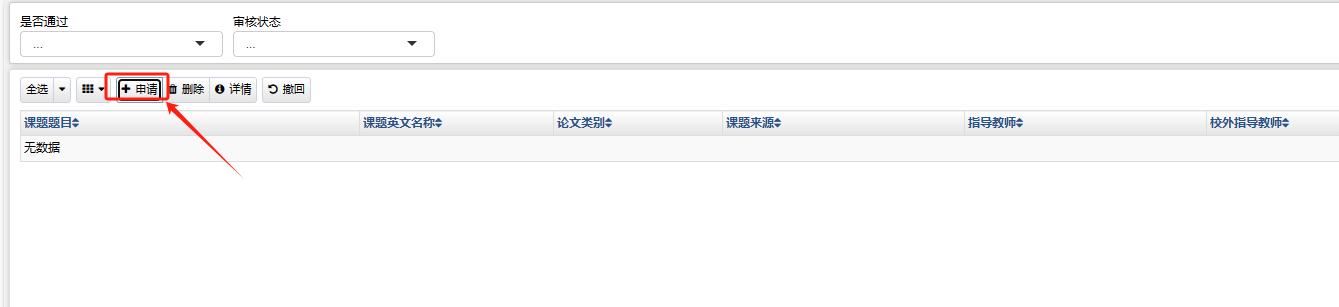 是否通过 审核状态
... ...
全选 申请 删除 详情 撤回
课题题目 课题英文名称 论文类别 课题来源 指导教师 校外指导教师
无数据